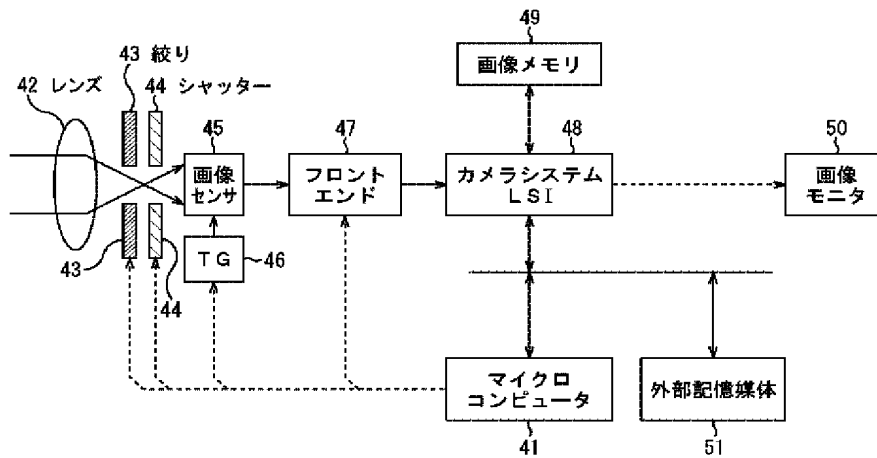 49
画像メモリ
43 絞り
44 シャッター
42 レンズ
45
画像
センサ
47
フロント
エンド
48
カメラシステム
LSI
50
画像
モニタ
43
44
TG
46
マイクロ
コンピュータ
41
外部記憶媒体
51